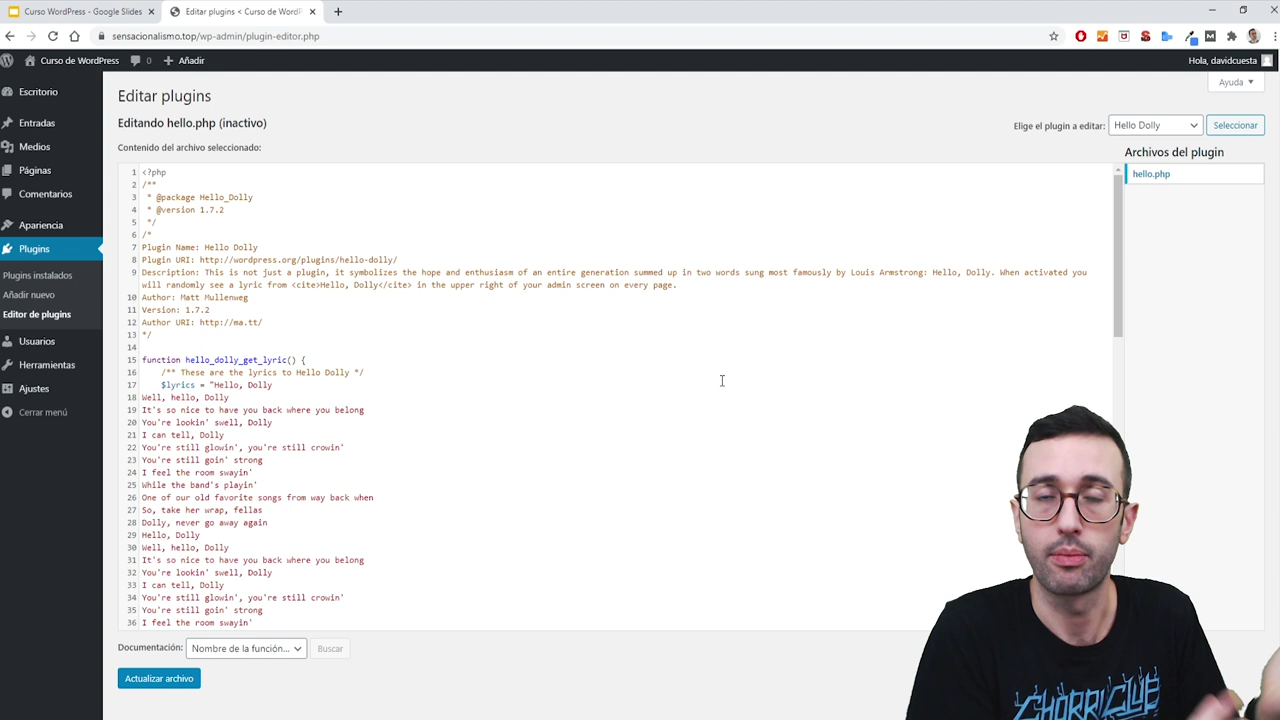 Curso WordPress - Google Slides
Editar plugins < Curso de WordP
sensacionalismo.top/wp-admin/plugin-editor.php
Curso de WordPress
0
Añadir
Hola, davidcuesta
Escritorio
Entradas
Medios
Páginas
Comentarios
Apariencia
Plugins
Plugins instalados
Añadir nuevo
Editor de plugins
Usuarios
Herramientas
Ajustes
Cerrar menú
Ayuda
Editar plugins
Editando hello.php (inactivo)
Elige el plugin a editar: Hello Dolly Seleccionar
Contenido del archivo seleccionado:
Archivos del plugin
hello.php
1 <?php
2 /**
3 * @package Hello_Dolly
4 * @version 1.7.2
5 */
6 /*
7 Plugin Name: Hello Dolly
8 Plugin URI: http://wordpress.org/plugins/hello-dolly/
9 Description: This is not just a plugin, it symbolizes the hope and enthusiasm of an entire generation summed up in two words sung most famously by Louis Armstrong: Hello, Dolly. When activated you
will randomly see a lyric from <cite>Hello, Dolly</cite> in the upper right of your admin screen on every page.
10 Author: Matt Mullenweg
11 Version: 1.7.2
12 Author URI: http://ma.tt/
13 */
14
15 function hello_dolly_get_lyric() {
16 /** These are the lyrics to Hello Dolly */
17 $lyrics = "Hello, Dolly
18 Well, hello, Dolly
19 It's so nice to have you back where you belong
20 You're lookin' swell, Dolly
21 I can tell, Dolly
22 You're still glowin', you're still crowin'
23 You're still goin' strong
24 I feel the room swayin'
25 While the band's playin'
26 One of our old favorite songs from way back when
27 So, take her wrap, fellas
28 Dolly, never go away again
29 Hello, Dolly
30 Well, hello, Dolly
31 It's so nice to have you back where you belong
32 You're lookin' swell, Dolly
33 I can tell, Dolly
34 You're still glowin', you're still crowin'
35 You're still goin' strong
36 I feel the room swayin'
Documentación: Nombre de la función... Buscar
Actualizar archivo
CHORRICLUB